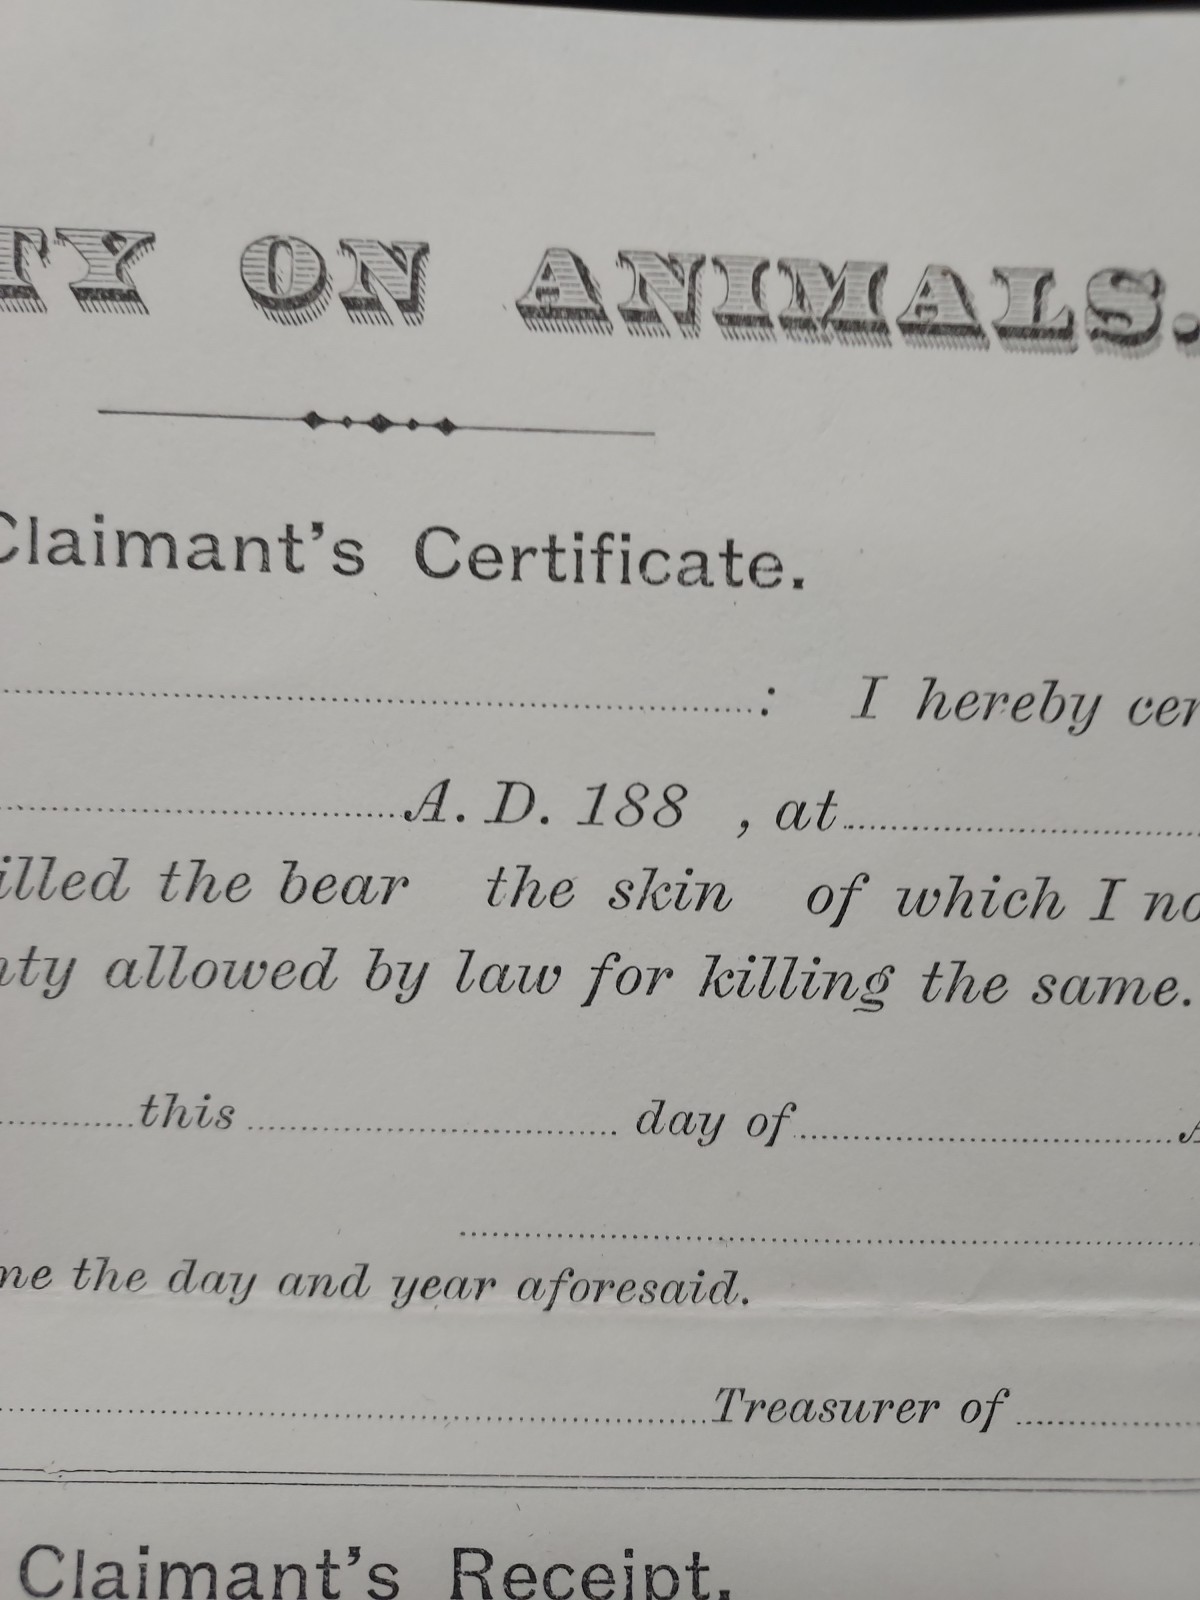 TY ON ANIMALS.
Claimant's Certificate.
: I hereby cer
A. D. 188 , at
illed the bear the skin of which I no
nty allowed by law for killing the same.
this day of A
me the day and year aforesaid.
Treasurer of
Claimant's Receipt.